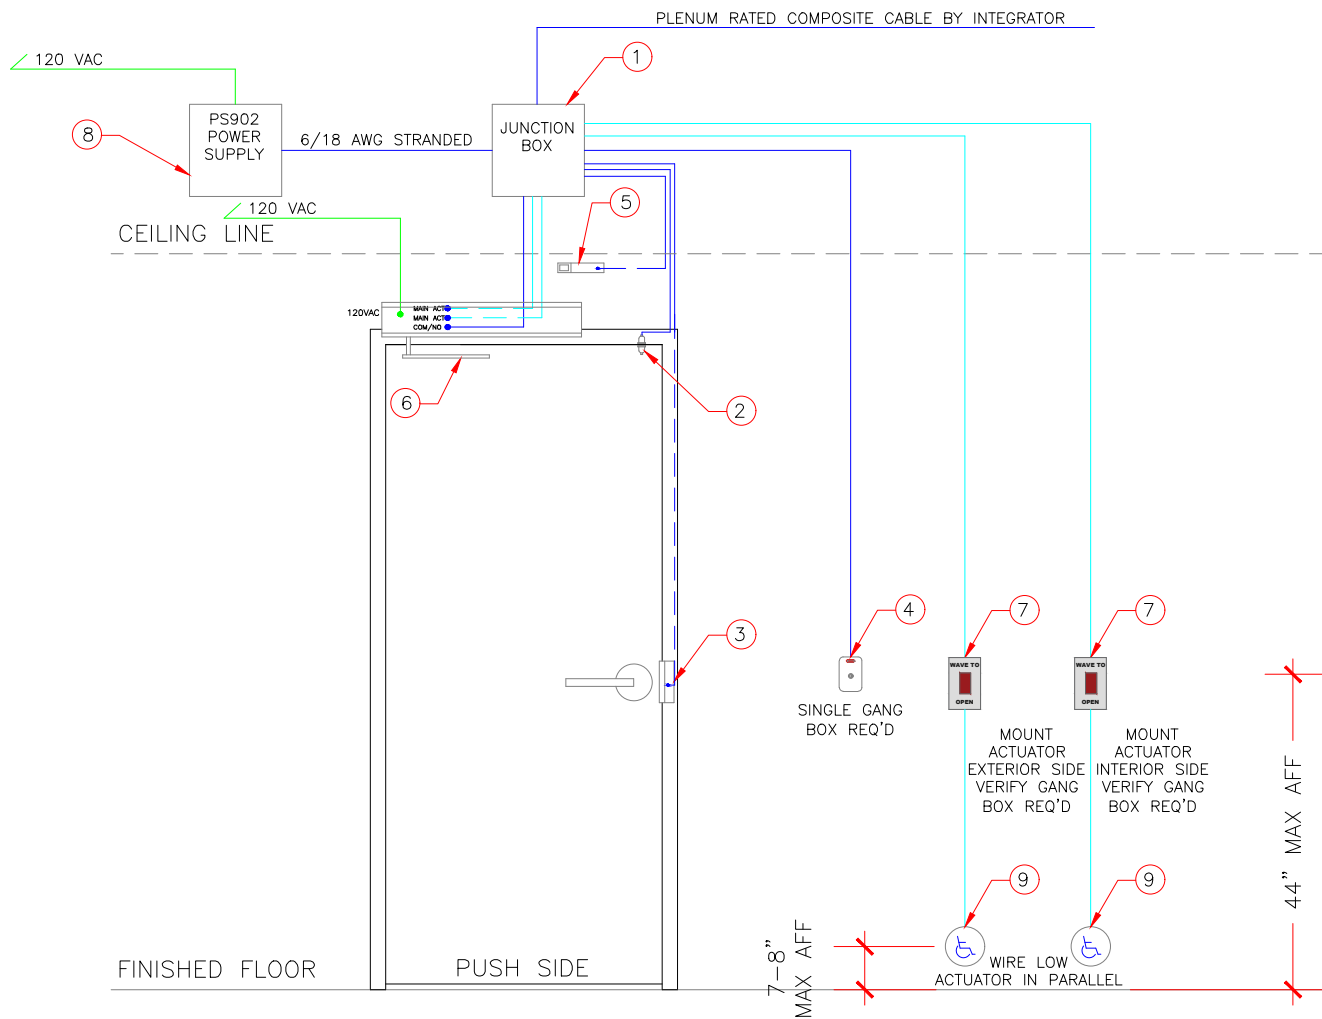 PLENUM RATED COMPOSITE CABLE BY INTEGRATOR
120 VAC
1
8
PS902
POWER
SUPPLY
6/18 AWG STRANDED
JUNCTION
BOX
120 VAC
5
CEILING LINE
120VAC
MAIN ACT
MAIN ACT
COM/NO
6
2
3
4
7
7
WAVE TO
OPEN
WAVE TO
OPEN
SINGLE GANG
BOX REQ'D
MOUNT
ACTUATOR
EXTERIOR SIDE
VERIFY GANG
BOX REQ'D
MOUNT
ACTUATOR
INTERIOR SIDE
VERIFY GANG
BOX REQ'D
44" MAX AFF
9
9
7-8"
MAX AFF
WIRE LOW
ACTUATOR IN PARALLEL
FINISHED FLOOR
PUSH SIDE